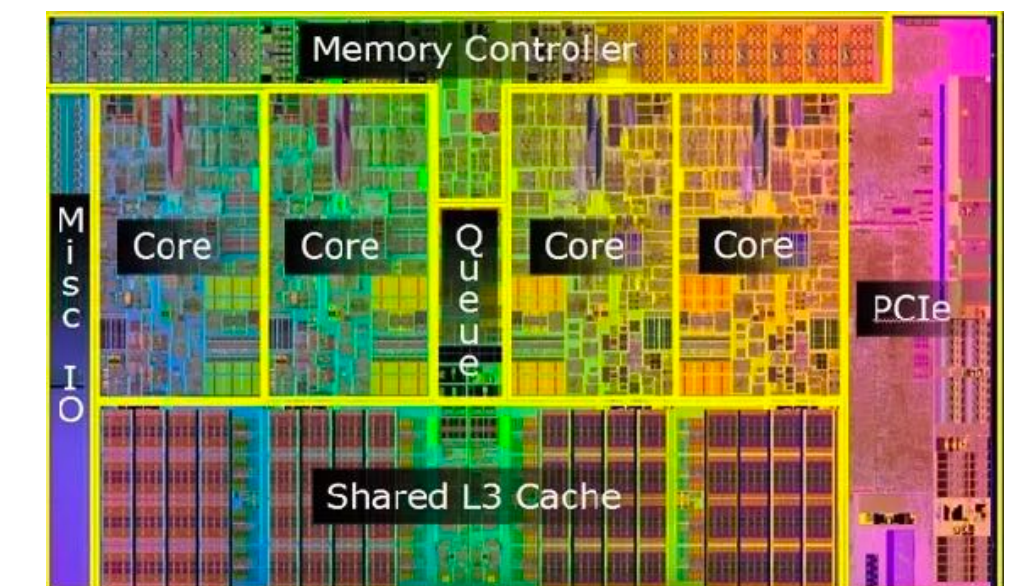 Memory Controller
Misc IO
Core
Core
Queue
Core
Core
PCIe
Shared L3 Cache